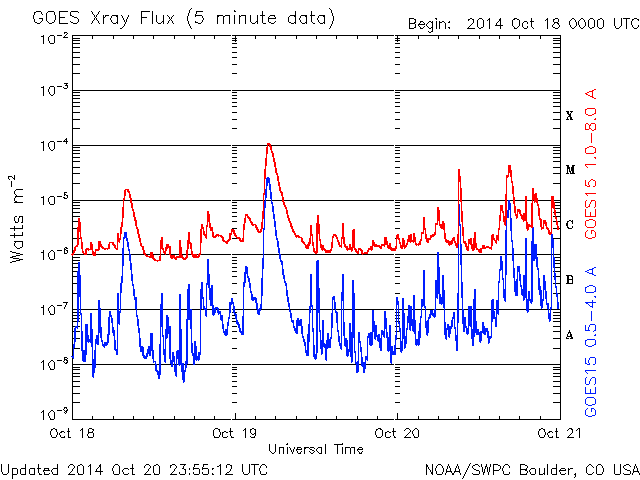 GOES Xray Flux (5 minute data)
Begin: 2014 Oct 18 0000 UTC
10⁻²
10⁻³
10⁻⁴
10⁻⁵
10⁻⁶
10⁻⁷
10⁻⁸
10⁻⁹
Watts m⁻²
X
M
C
B
A
GOES15 1.0–8.0 A
GOES15 0.5–4.0 A
Oct 18
Oct 19
Oct 20
Oct 21
Universal Time
Updated 2014 Oct 20 23:55:12 UTC
NOAA/SWPC Boulder, CO USA